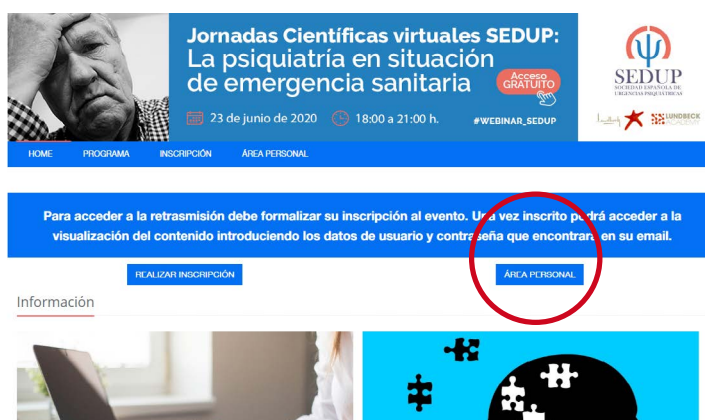 Jornadas Científicas virtuales SEDUP:
La psiquiatría en situación
de emergencia sanitaria
Acceso
GRATUITO
23 de junio de 2020
18:00 a 21:00 h.
#WEBINAR_SEDUP
SEDUP
SOCIEDAD ESPAÑOLA DE
URGENCIAS PSIQUIÁTRICAS
Lundbeck
LUNDBECK
ACADEMY
HOME PROGRAMA INSCRIPCIÓN ÁREA PERSONAL
Para acceder a la retrasmisión debe formalizar su inscripción al evento. Una vez inscrito podrá acceder a la
visualización del contenido introduciendo los datos de usuario y contraseña que encontrará en su email.
REALIZAR INSCRIPCIÓN
ÁREA PERSONAL
Información